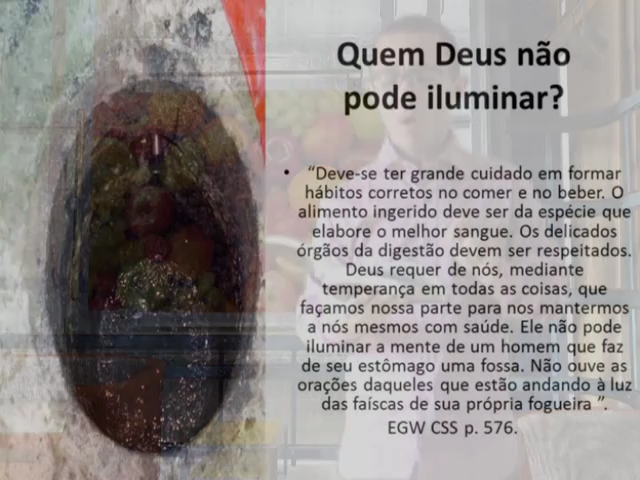 Quem Deus não
pode iluminar?
• “Deve-se ter grande cuidado em formar
hábitos corretos no comer e no beber. O
alimento ingerido deve ser da espécie que
elabore o melhor sangue. Os delicados
órgãos da digestão devem ser respeitados.
Deus requer de nós, mediante
temperança em todas as coisas, que
façamos nossa parte para nos mantermos
a nós mesmos com saúde. Ele não pode
iluminar a mente de um homem que faz
de seu estômago uma fossa. Não ouve as
orações daqueles que estão andando à luz
das faíscas de sua própria fogueira ”.
EGW CSS p. 576.